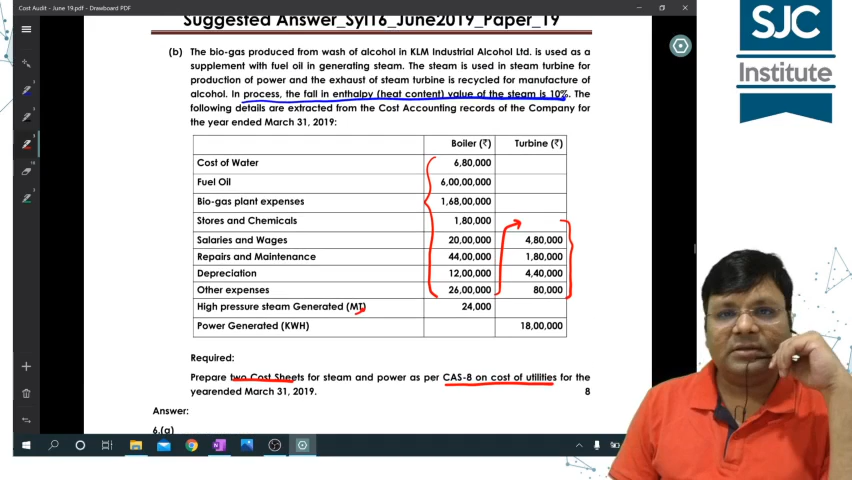 Cost Audit - June 19.pdf - Drawboard PDF
Suggested Answer_Syl16_June2019_Paper_19
(b) The bio-gas produced from wash of alcohol in KLM Industrial Alcohol Ltd. is used as a
supplement with fuel oil in generating steam. The steam is used in steam turbine for
production of power and the exhaust of steam turbine is recycled for manufacture of
alcohol. In process, the fall in enthalpy (heat content) value of the steam is 10%. The
following details are extracted from the Cost Accounting records of the Company for
the year ended March 31, 2019:
Boiler (₹) Turbine (₹)
Cost of Water 6,80,000
Fuel Oil 6,00,00,000
Bio-gas plant expenses 1,68,00,000
Stores and Chemicals 1,80,000
Salaries and Wages 20,00,000 4,80,000
Repairs and Maintenance 44,00,000 1,80,000
Depreciation 12,00,000 4,40,000
Other expenses 26,00,000 80,000
High pressure steam Generated (MT) 24,000
Power Generated (KWH) 18,00,000
Required:
Prepare two Cost Sheets for steam and power as per CAS-8 on cost of utilities for the
yearended March 31, 2019. 8
Answer:
6.(a)
SJC
Institute